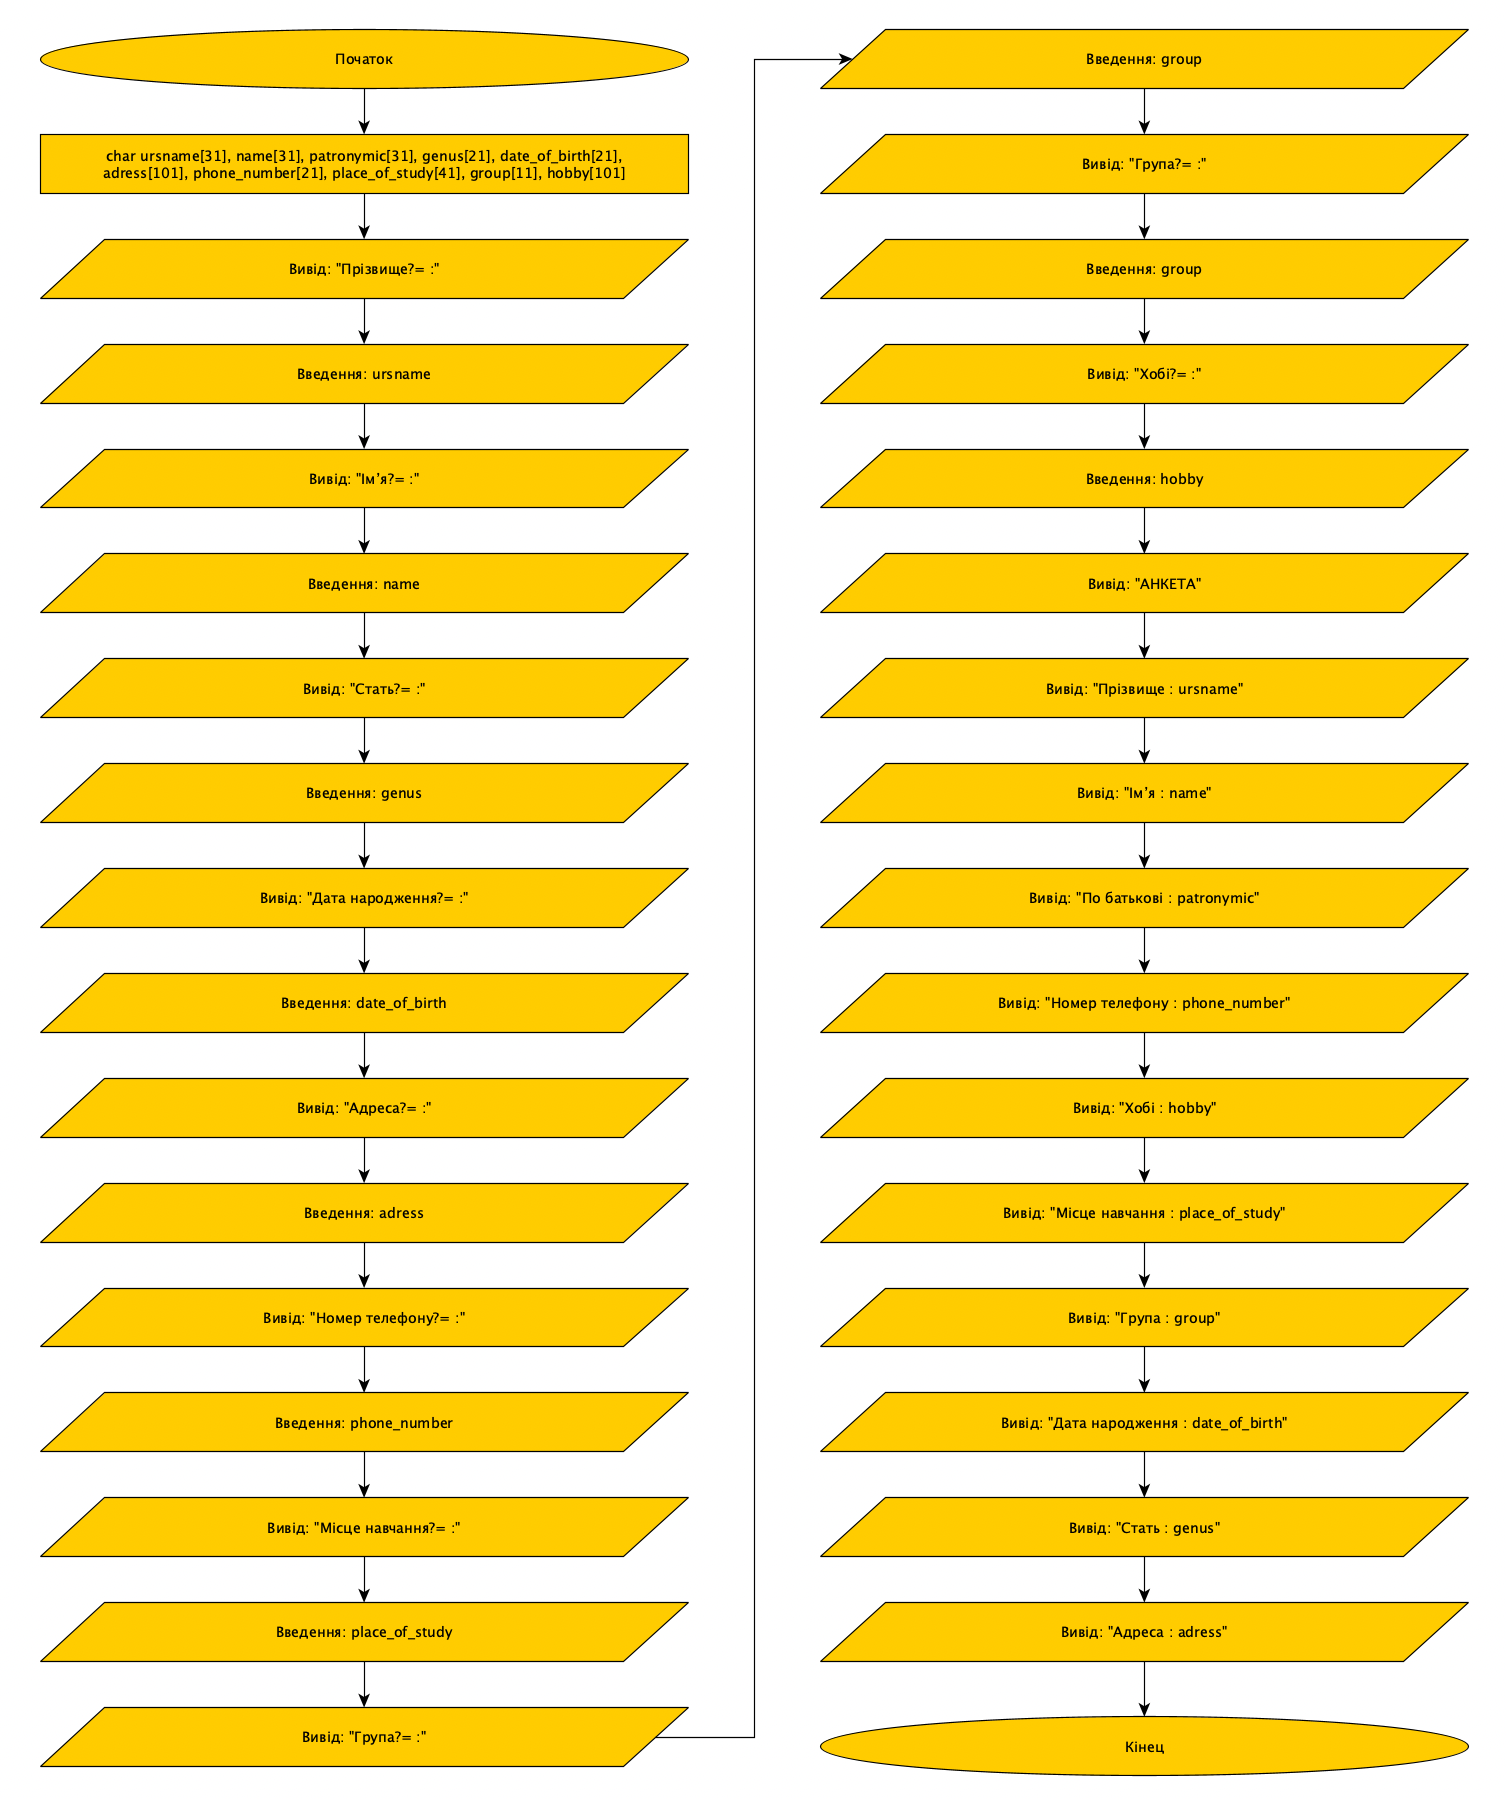 Початок
char ursname[31], name[31], patronymic[31], genus[21], date_of_birth[21],
adress[101], phone_number[21], place_of_study[41], group[11], hobby[101]
Вивід: "Прізвище?= :"
Введення: ursname
Вивід: "Ім’я?= :"
Введення: name
Вивід: "Стать?= :"
Введення: genus
Вивід: "Дата народження?= :"
Введення: date_of_birth
Вивід: "Адреса?= :"
Введення: adress
Вивід: "Номер телефону?= :"
Введення: phone_number
Вивід: "Місце навчання?= :"
Введення: place_of_study
Вивід: "Група?= :"
Введення: group
Вивід: "Група?= :"
Введення: group
Вивід: "Хобі?= :"
Введення: hobby
Вивід: "АНКЕТА"
Вивід: "Прізвище : ursname"
Вивід: "Ім’я : name"
Вивід: "По батькові : patronymic"
Вивід: "Номер телефону : phone_number"
Вивід: "Хобі : hobby"
Вивід: "Місце навчання : place_of_study"
Вивід: "Група : group"
Вивід: "Дата народження : date_of_birth"
Вивід: "Стать : genus"
Вивід: "Адреса : adress"
Кінец